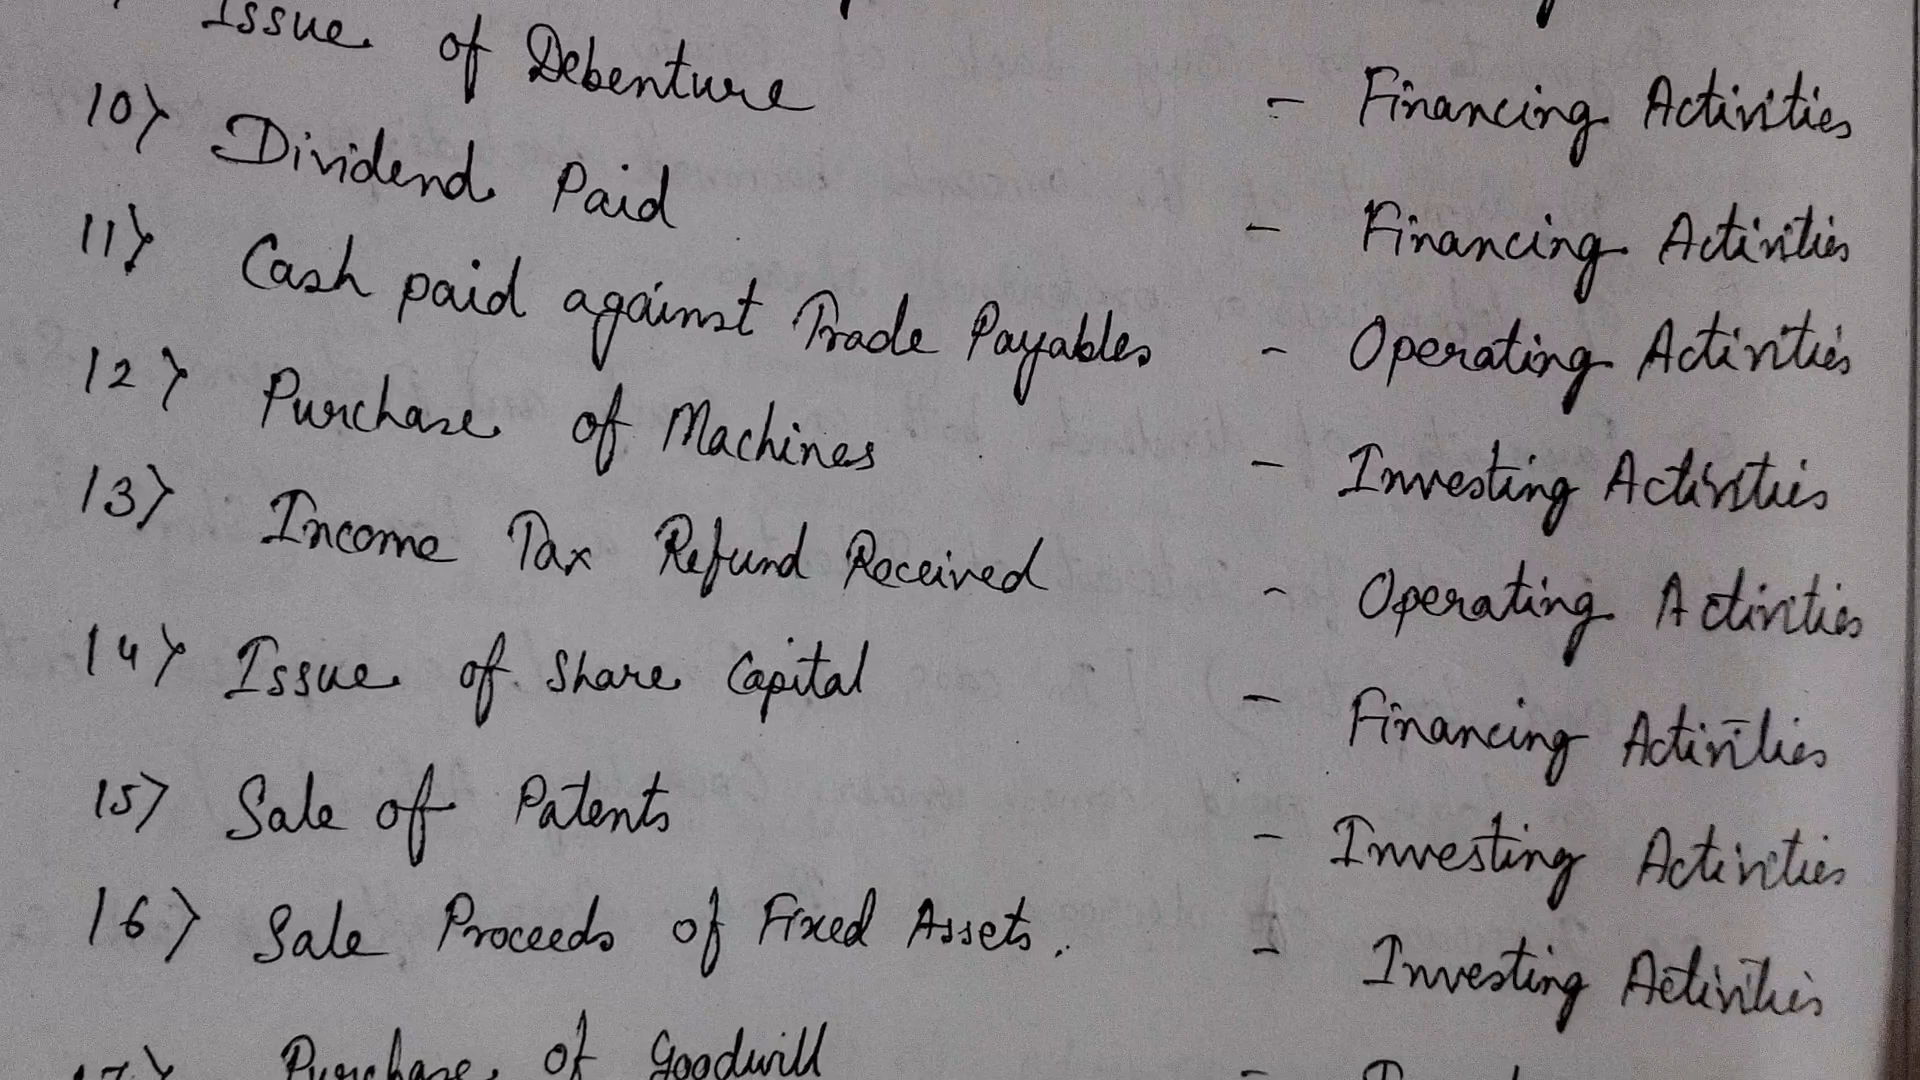 Issue of Debenture - Financing Activities
10) Dividend Paid - Financing Activities
11) Cash paid against Trade Payables - Operating Activities
12) Purchase of Machines - Investing Activities
13) Income Tax Refund Received - Operating Activities
14) Issue of Share Capital - Financing Activities
15) Sale of Patents - Investing Activities
16) Sale Proceeds of Fixed Assets. - Investing Activities
17) Purchase of Goodwill -